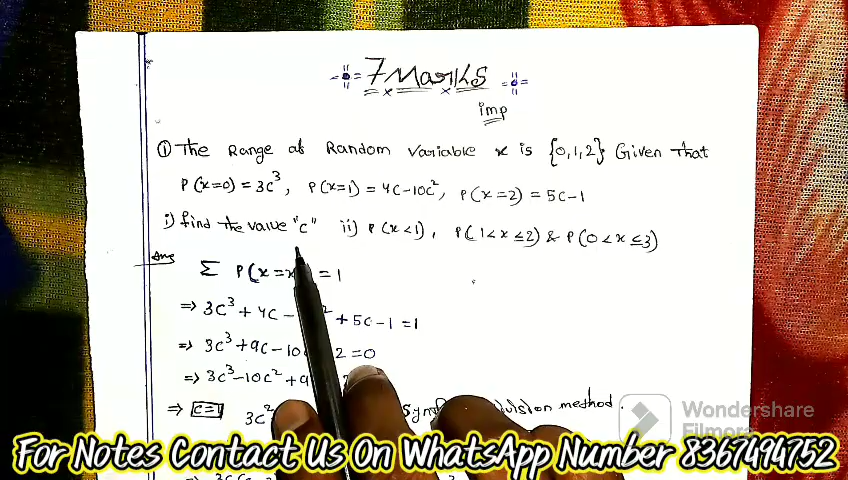 7 Marks
imp
① The Range of Random Variable x is {0,1,2} Given That
P(x=0) = 3c³, P(x=1) = 4c-10c², P(x=2) = 5c-1
i) find the value "c" ii) P(x<1), P(1<x≤2) & P(0<x≤3)
Ans
Σ P(x=x = 1
=> 3c³ + 4c - ² + 5c - 1 = 1
=> 3c³ + 9c - 10c 2 = 0
=> 3c³ - 10c² + 9
=> c=1 3c² division method.
Wondershare
Filmora
For Notes Contact Us On WhatsApp Number 8367494752